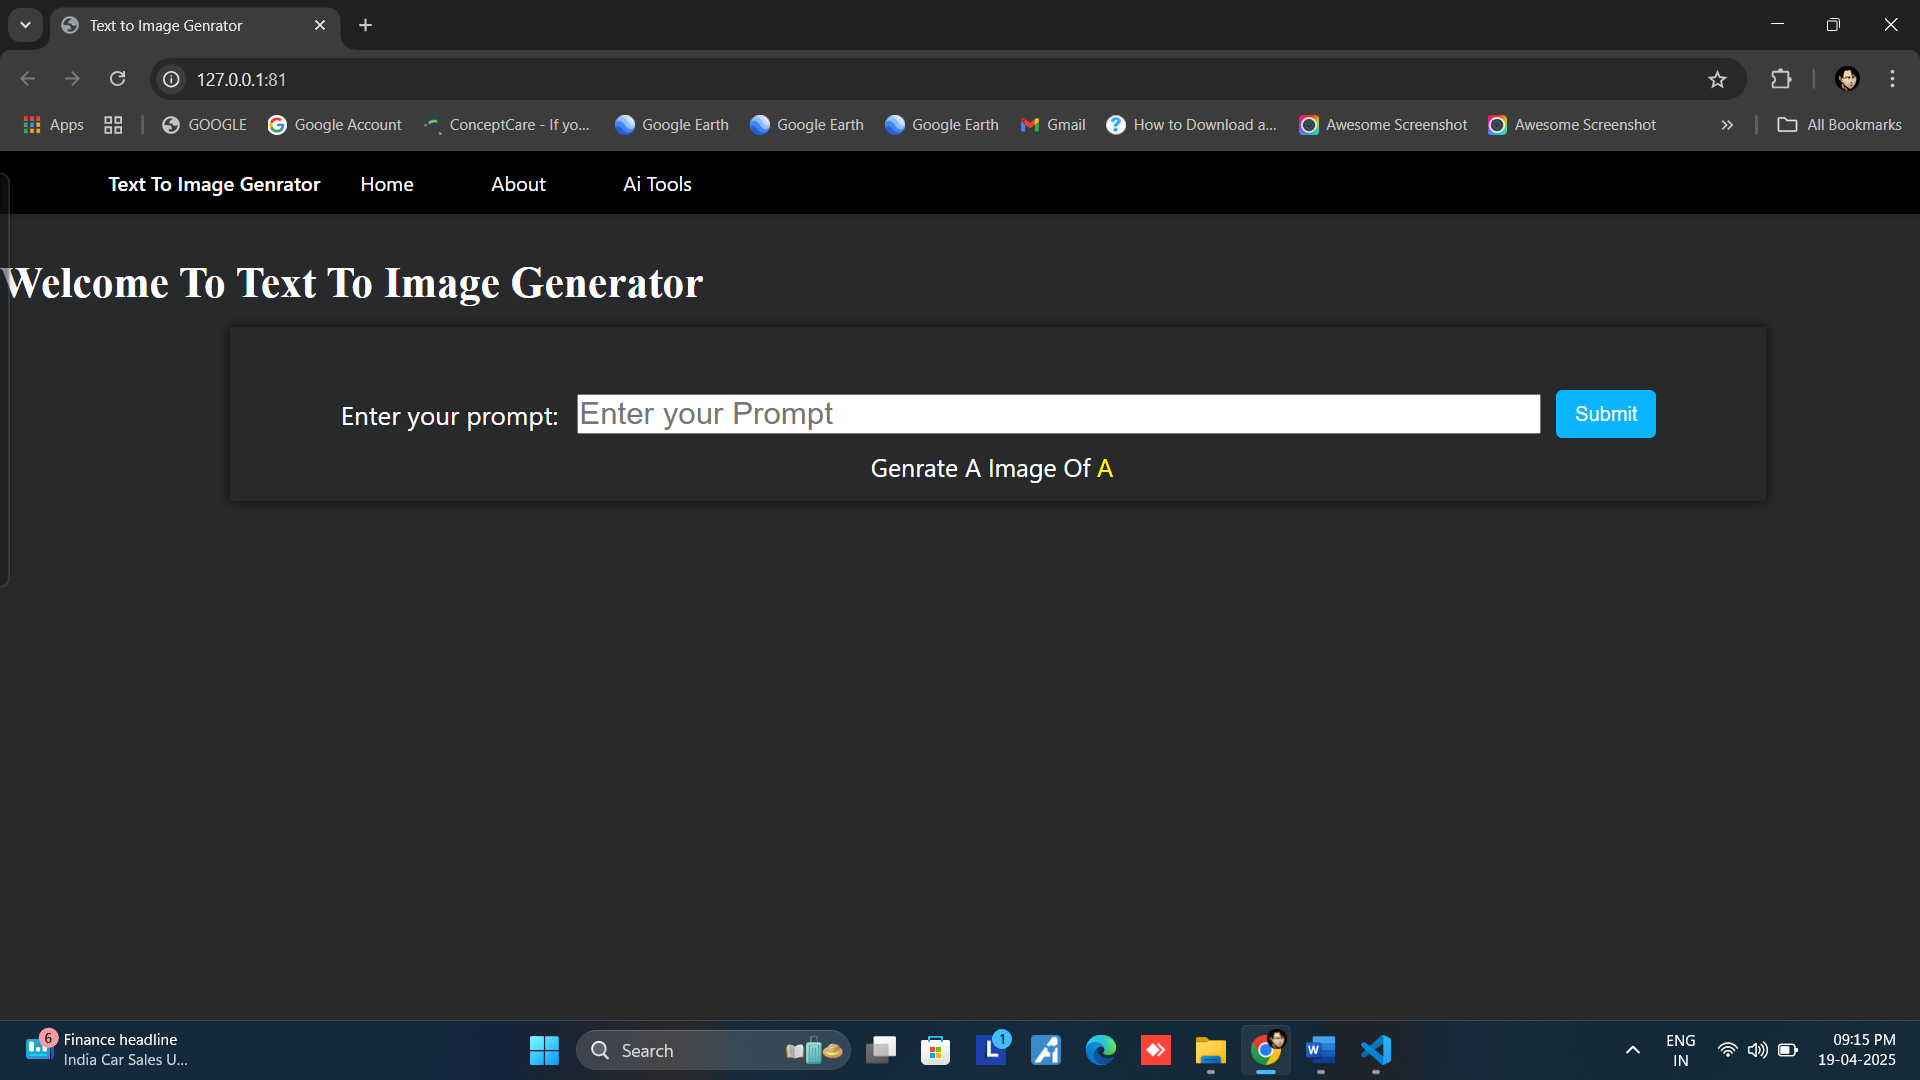 Text to Image Genrator
127.0.0.1:81
Apps GOOGLE Google Account ConceptCare - If yo... Google Earth Google Earth Google Earth Gmail How to Download a... Awesome Screenshot Awesome Screenshot All Bookmarks
Text To Image Genrator Home About Ai Tools
Welcome To Text To Image Generator
Enter your prompt: Enter your Prompt Submit
Genrate A Image Of A
6 Finance headline
India Car Sales U...
Search
1
ENG
IN
09:15 PM
19-04-2025